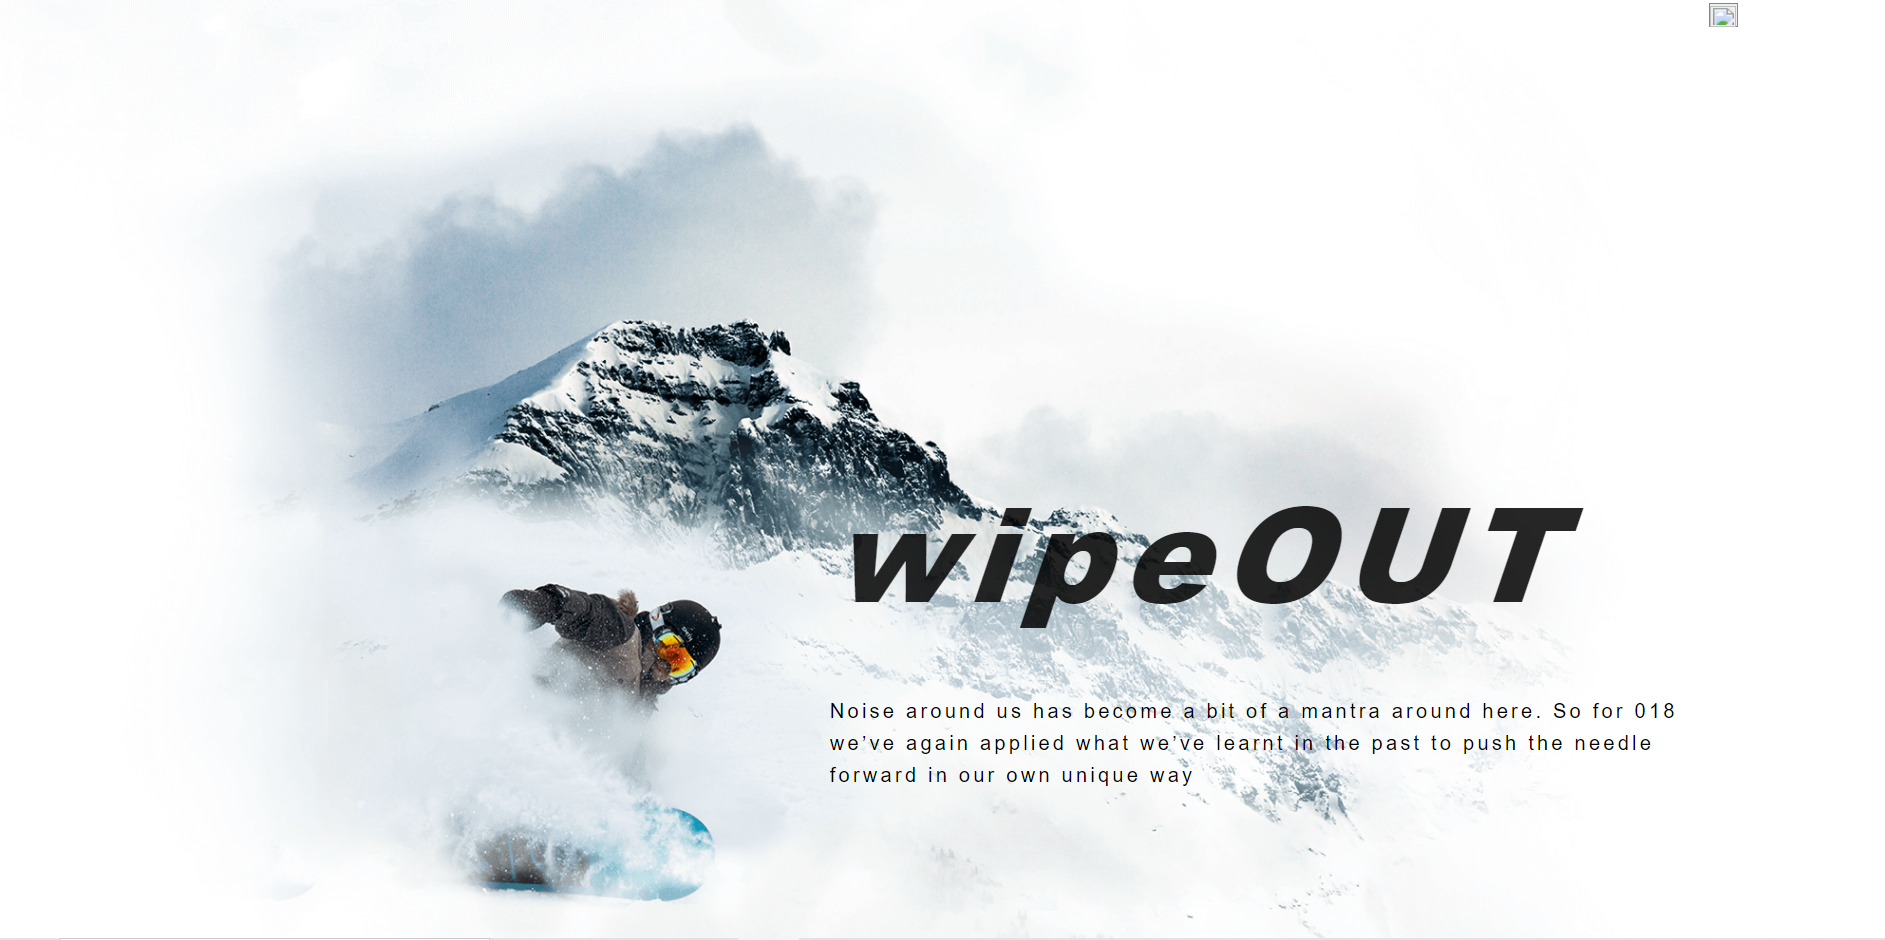 wipeOUT
Noise around us has become a bit of a mantra around here. So for 018
we’ve again applied what we’ve learnt in the past to push the needle
forward in our own unique way